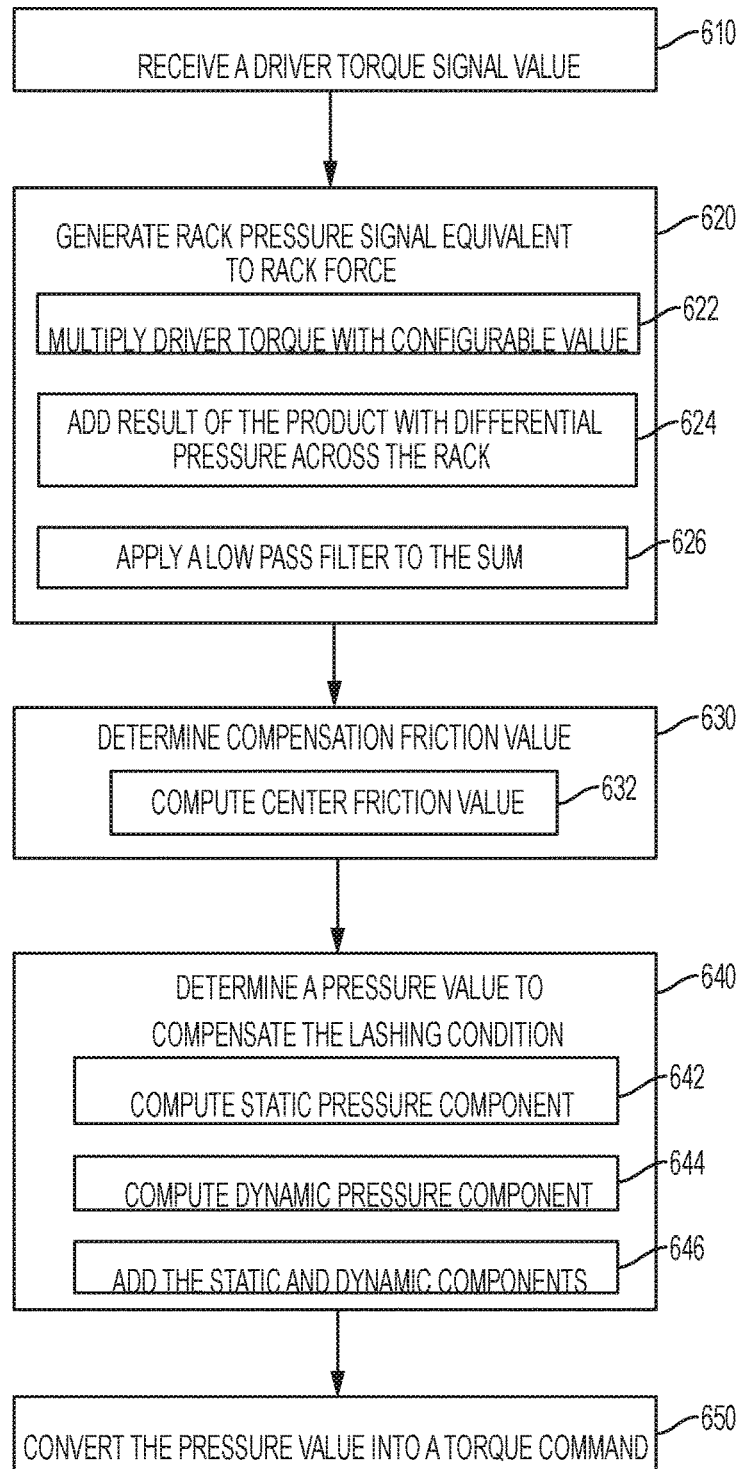 RECEIVE A DRIVER TORQUE SIGNAL VALUE
610
GENERATE RACK PRESSURE SIGNAL EQUIVALENT
TO RACK FORCE
620
MULTIPLY DRIVER TORQUE WITH CONFIGURABLE VALUE
622
ADD RESULT OF THE PRODUCT WITH DIFFERENTIAL
PRESSURE ACROSS THE RACK
624
APPLY A LOW PASS FILTER TO THE SUM
626
DETERMINE COMPENSATION FRICTION VALUE
630
COMPUTE CENTER FRICTION VALUE
632
DETERMINE A PRESSURE VALUE TO
COMPENSATE THE LASHING CONDITION
640
COMPUTE STATIC PRESSURE COMPONENT
642
COMPUTE DYNAMIC PRESSURE COMPONENT
644
ADD THE STATIC AND DYNAMIC COMPONENTS
646
CONVERT THE PRESSURE VALUE INTO A TORQUE COMMAND
650